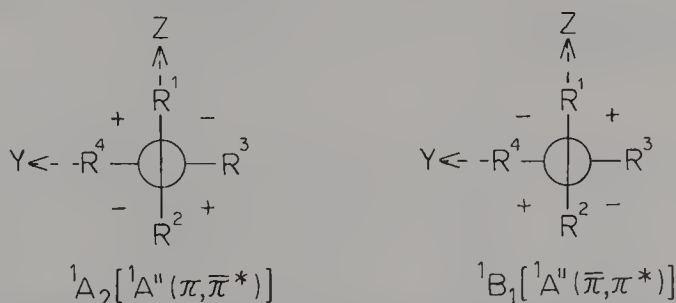 Z Z
R¹ R¹
+ − − +
Y R⁴ R³ Y R⁴ R³
− + + −
R² R²
¹A₂[¹A''(π,π̅*)] ¹B₁[¹A''(π̅,π*)]